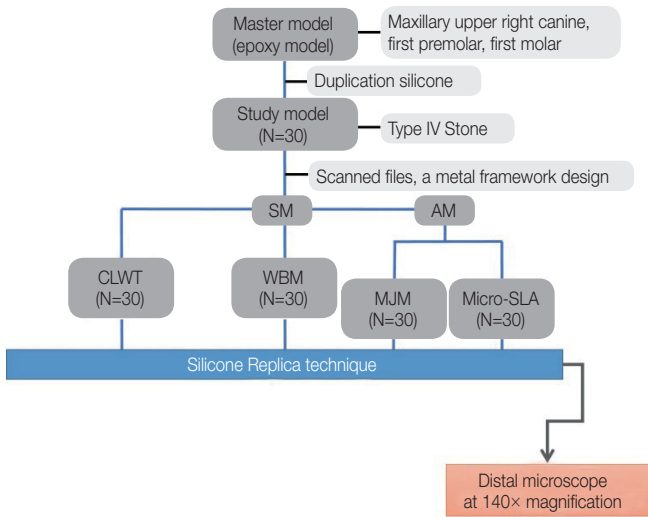 Master model
(epoxy model)
Maxillary upper right canine,
first premolar, first molar
Duplication silicone
Study model
(N=30)
Type IV Stone
Scanned files, a metal framework design
SM
AM
CLWT
(N=30)
WBM
(N=30)
MJM
(N=30)
Micro-SLA
(N=30)
Silicone Replica technique
Distal microscope
at 140× magnification